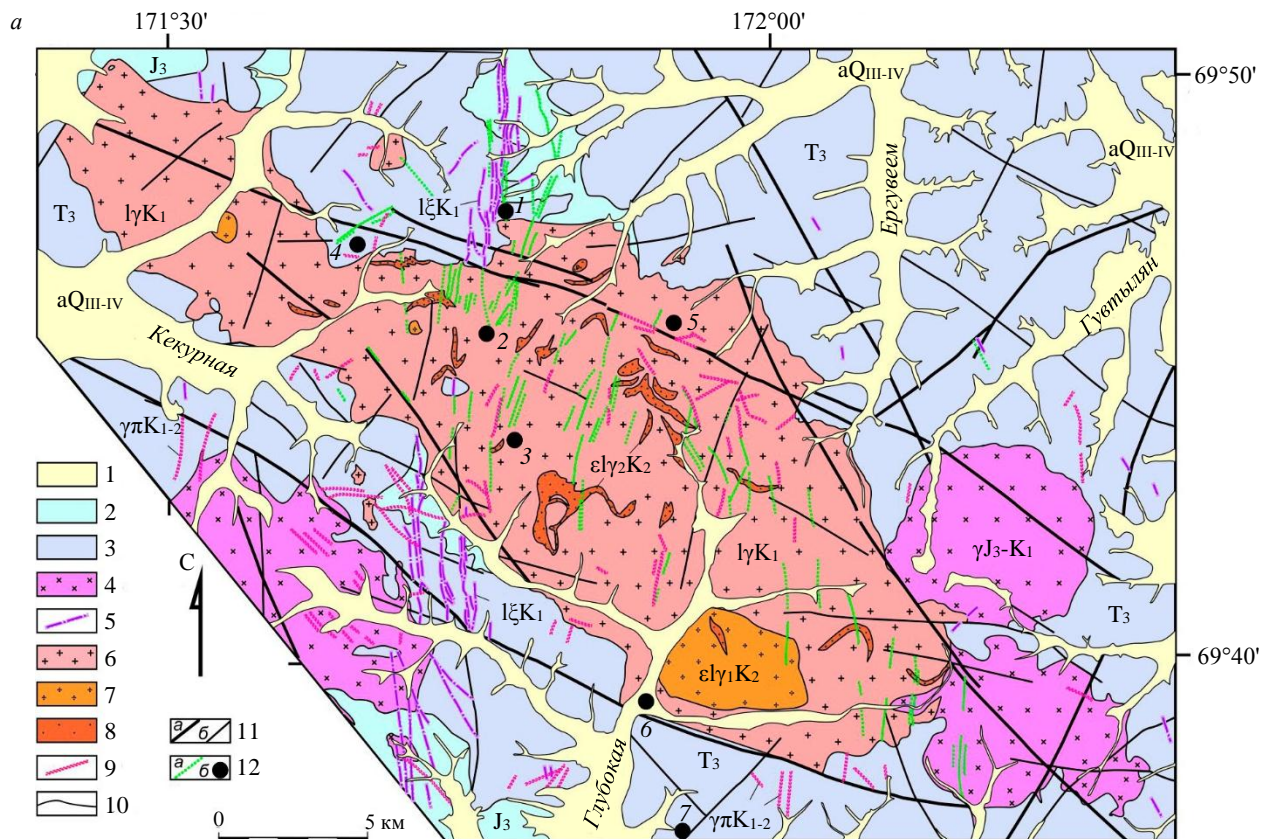 а
171°30'
172°00'
J3
aQIII-IV
69°50'
T3
aQIII-IV
lγK1
T3
lξK1
1
Ергувеем
4
Гувтылян
aQIII-IV
5
Кекурная
2
γπK1-2
3
εlγ2K2
1
2
3
4
5
6
7
8
9
10
С
lγK1
γJ3-K1
lξK1
T3
69°40'
εlγ1K2
а б 11
а б 12
6
T3
Глубокая
7
γπK1-2
J3
0 5 км